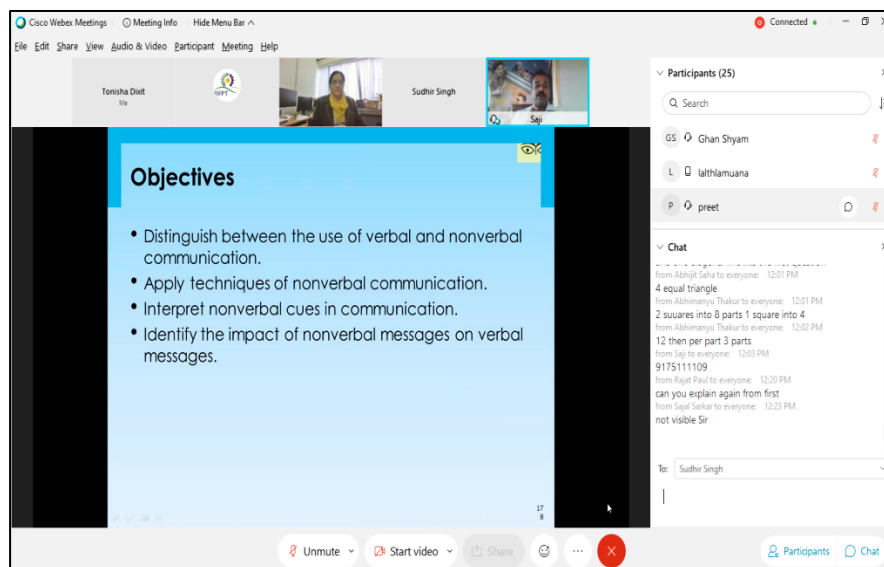 Cisco Webex Meetings Meeting Info Hide Menu Bar
Connected
File Edit Share View Audio & Video Participant Meeting Help
Tonisha Dixit
Me
Sudhir Singh
Saji
Objectives
• Distinguish between the use of verbal and nonverbal
communication.
• Apply techniques of nonverbal communication.
• Interpret nonverbal cues in communication.
• Identify the impact of nonverbal messages on verbal
messages.
17
8
Participants (25)
Search
GS Ghan Shyam
L lalthlamuana
P preet
Chat
from Abhijit Saha to everyone: 12:01 PM
4 equal triangle
from Abhimanyu Thakur to everyone: 12:01 PM
2 suuares into 8 parts 1 square into 4
from Abhimanyu Thakur to everyone: 12:02 PM
12 then per part 3 parts
from Saji to everyone: 12:03 PM
9175111109
from Rajat Paul to everyone: 12:20 PM
can you explain again from first
from Sajal Sarkar to everyone: 12:23 PM
not visible Sir
To: Sudhir Singh
Unmute Start video Share
Participants Chat